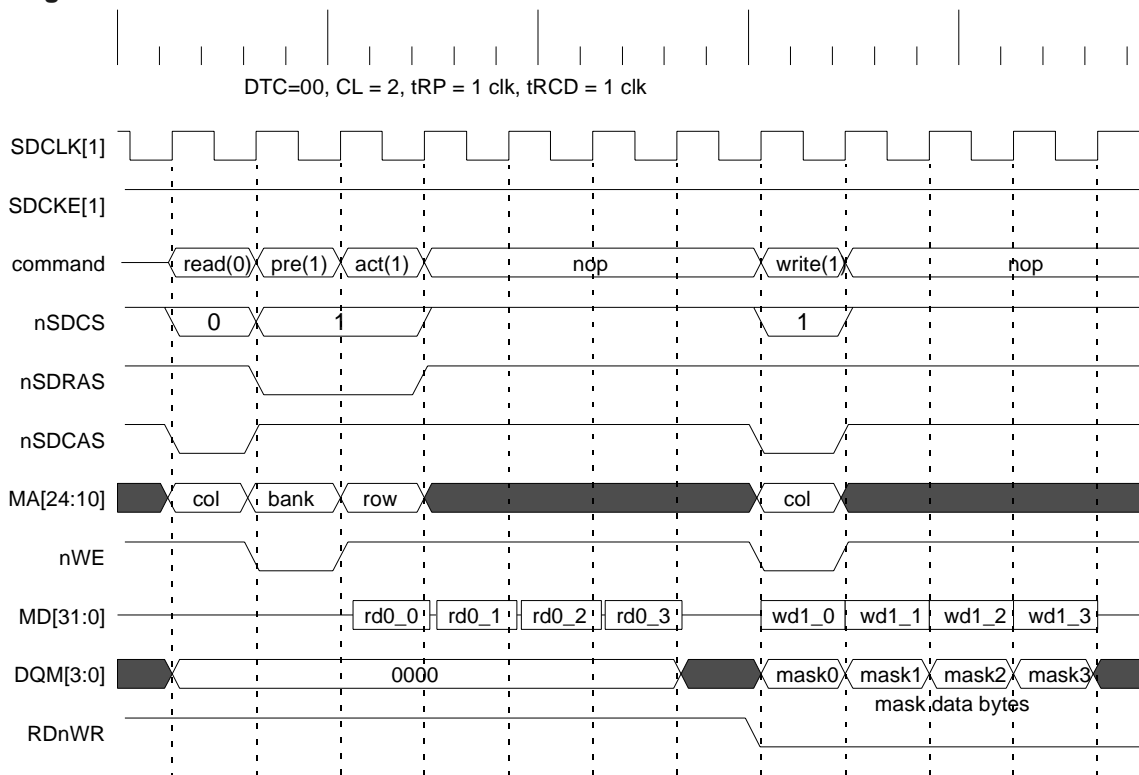 DTC=00, CL = 2, tRP = 1 clk, tRCD = 1 clk
SDCLK[1]
SDCKE[1]
command read(0) pre(1) act(1) nop write(1) nop
nSDCS 0 1 1
nSDRAS
nSDCAS
MA[24:10] col bank row col
nWE
MD[31:0] rd0_0 rd0_1 rd0_2 rd0_3 wd1_0 wd1_1 wd1_2 wd1_3
DQM[3:0] 0000 mask0 mask1 mask2 mask3
mask data bytes
RDnWR